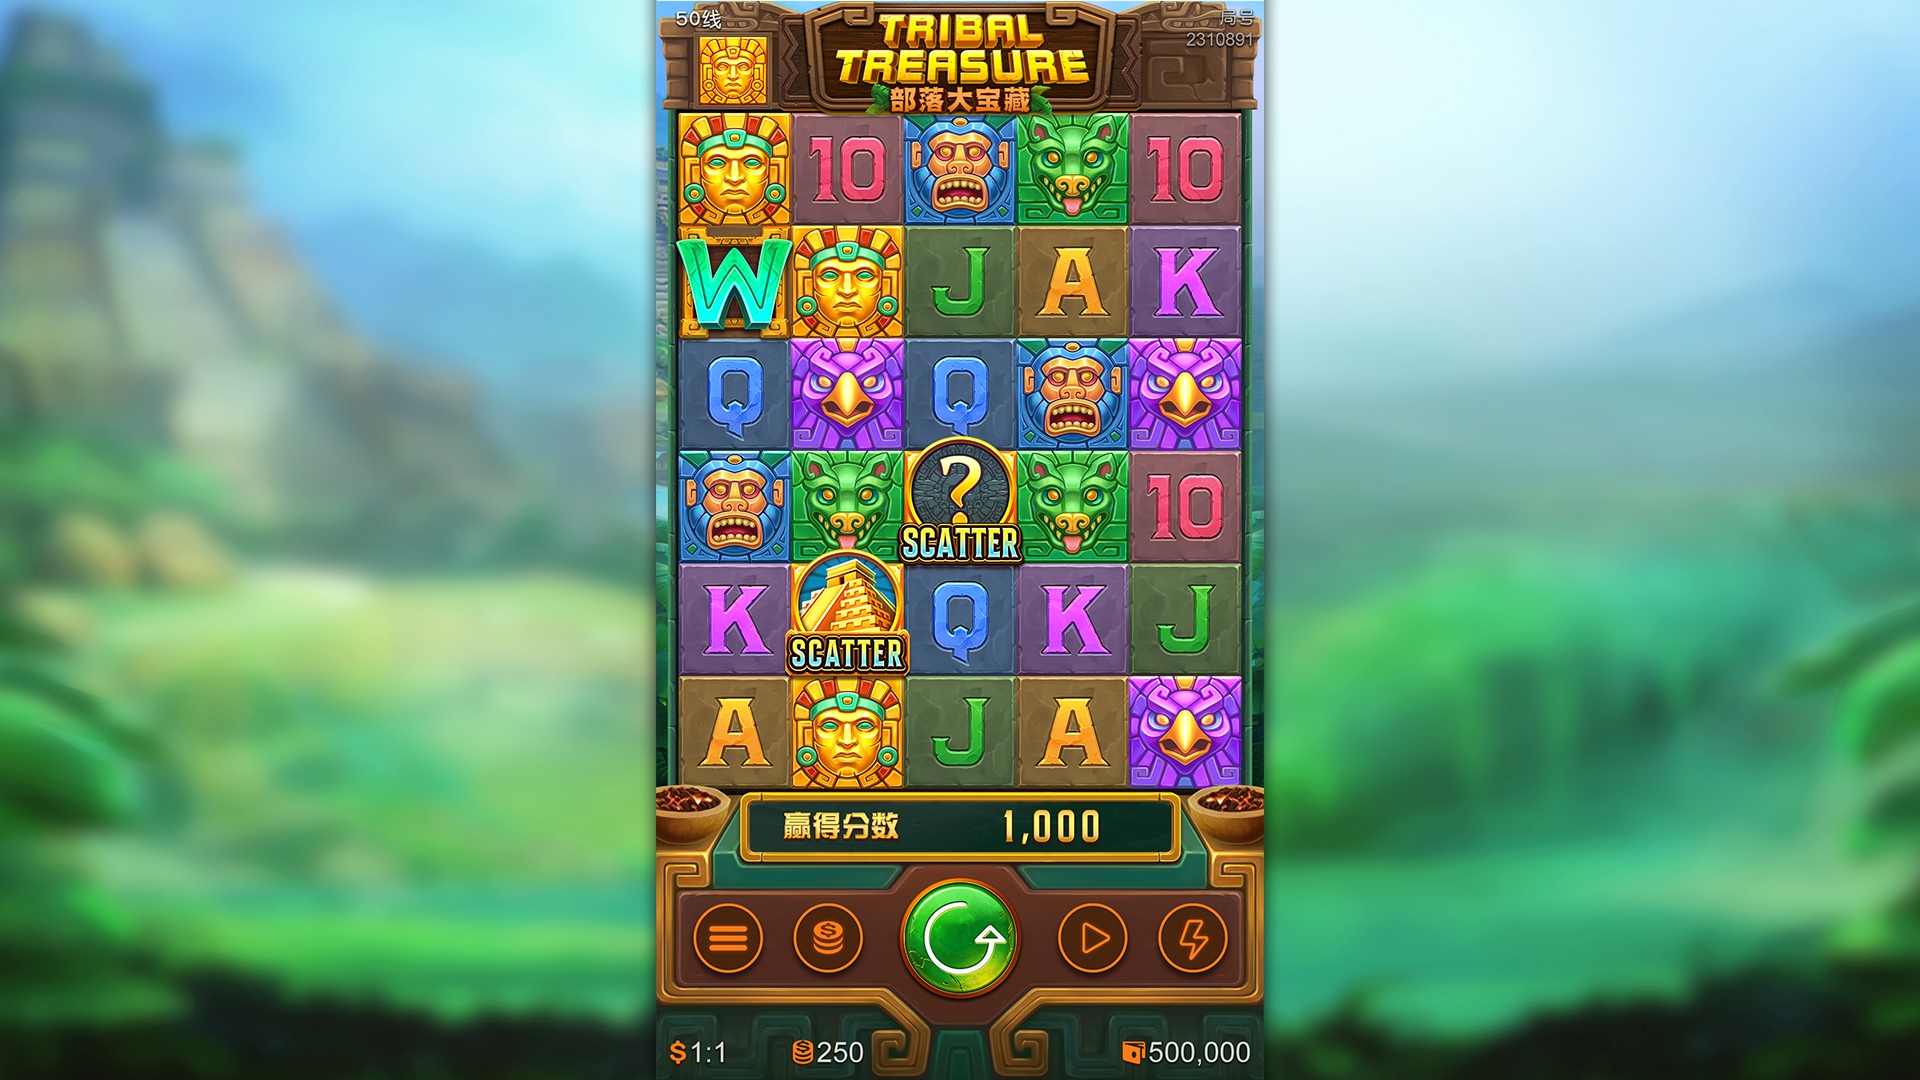 50线
局号
2310891
TRIBAL
TREASURE
部落大宝藏
10 10
W J A K
Q Q
? SCATTER 10
K Q K J
SCATTER
A J A
赢得分数 1,000
$1:1 250 500,000